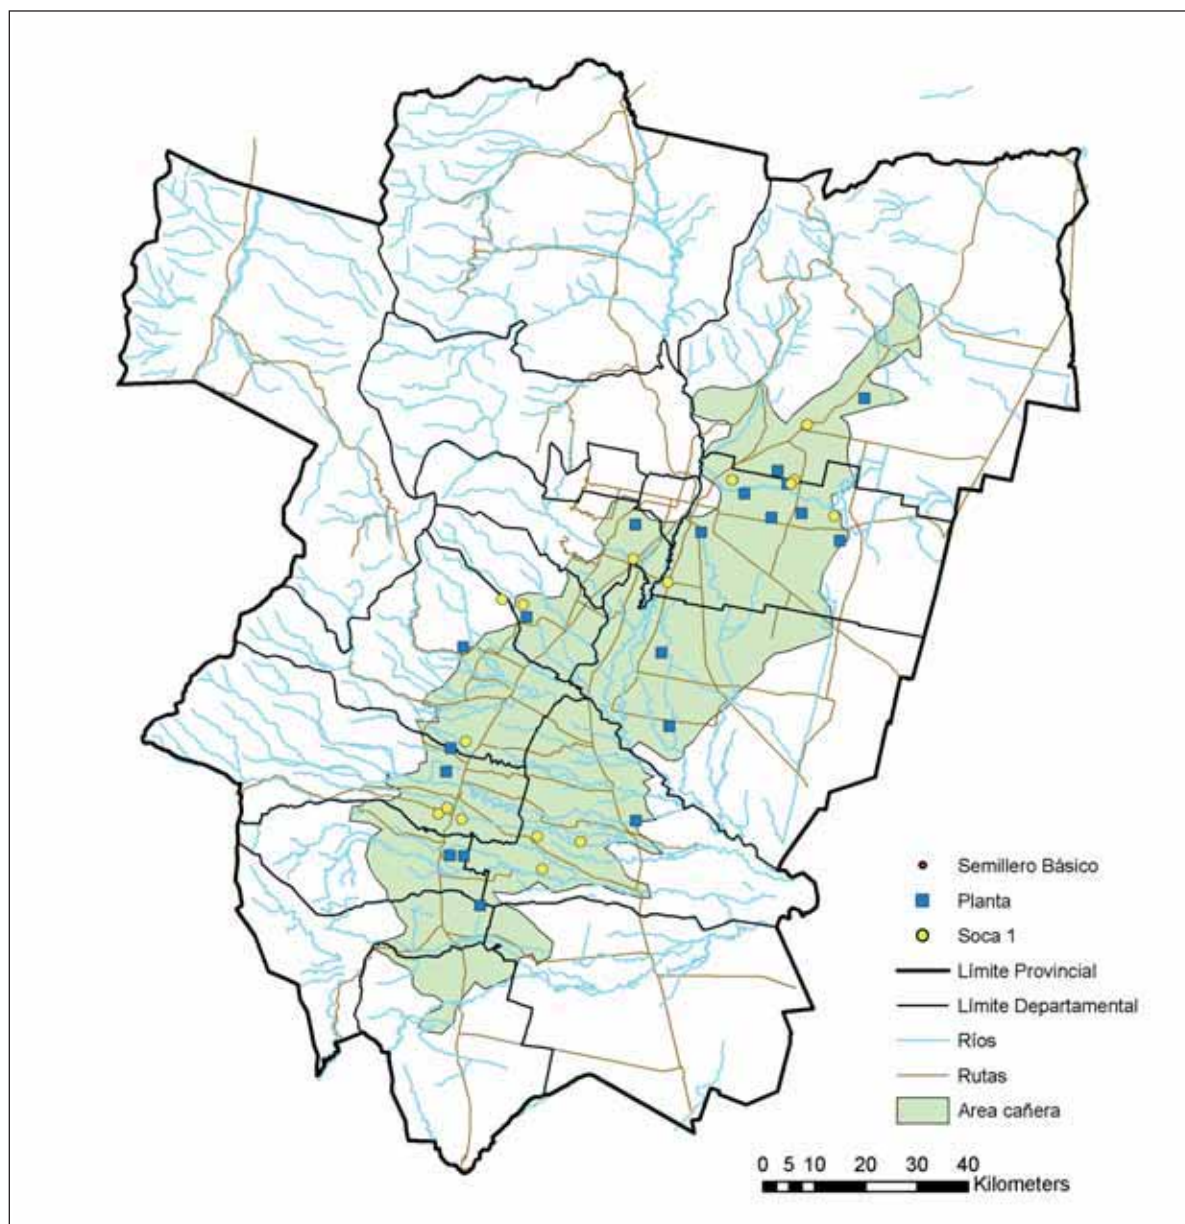 Semillero Básico
Planta
Soca 1
Límite Provincial
Límite Departamental
Ríos
Rutas
Area cañera
0 5 10 20 30 40
Kilometers